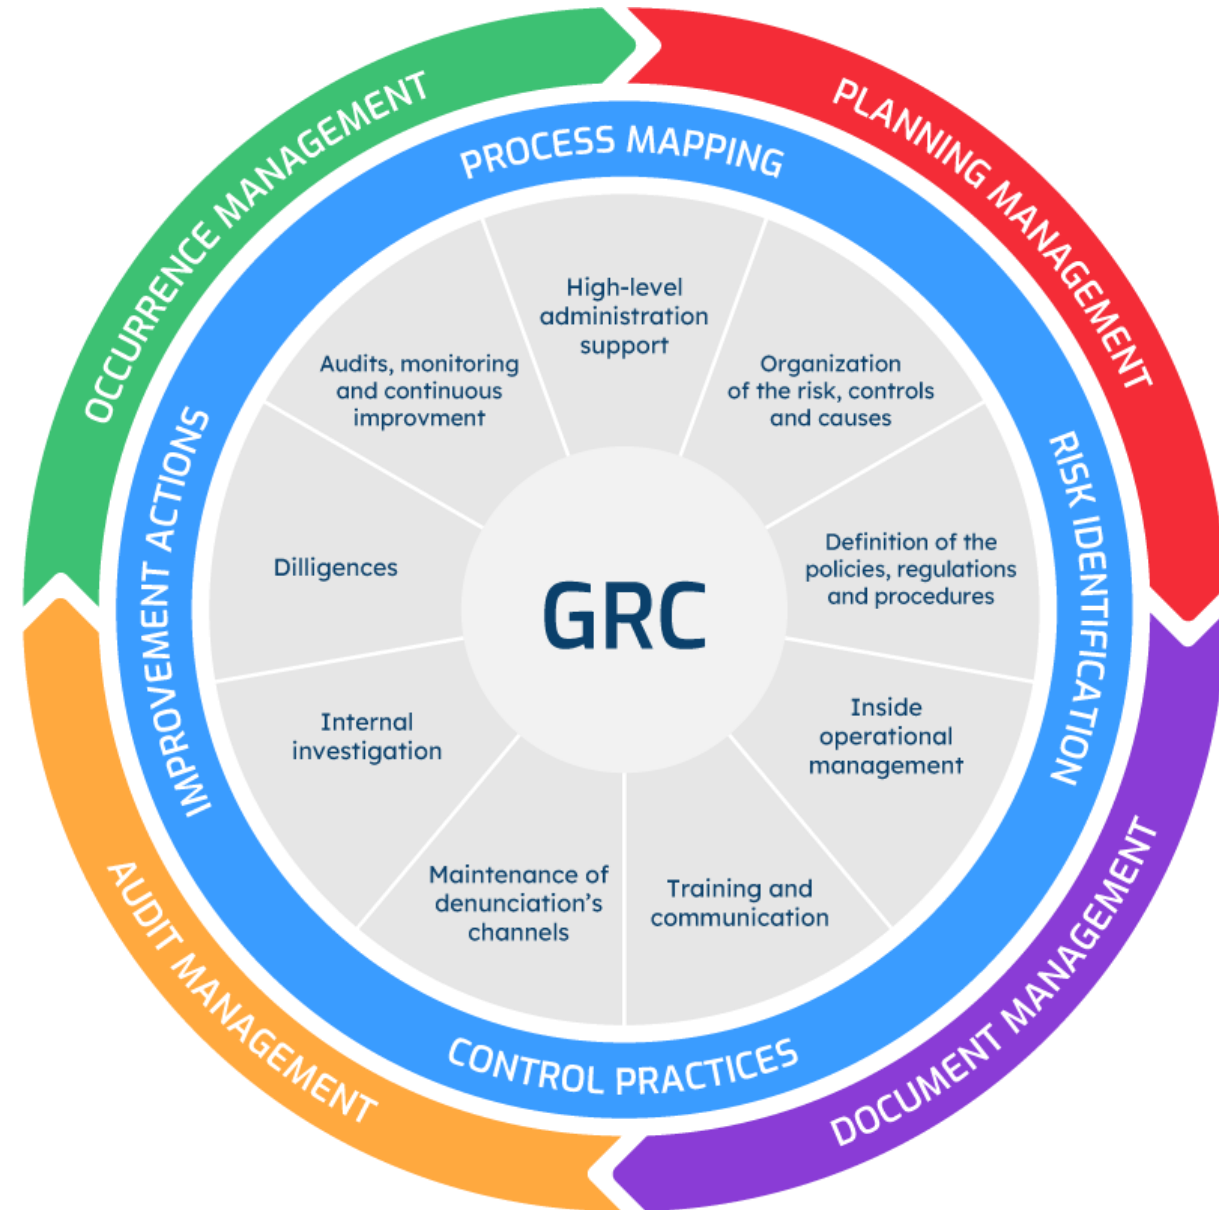 OCCURRENCE MANAGEMENT
PLANNING MANAGEMENT
DOCUMENT MANAGEMENT
AUDIT MANAGEMENT
PROCESS MAPPING
RISK IDENTIFICATION
CONTROL PRACTICES
IMPROVEMENT ACTIONS
High-level
administration
support
Organization
of the risk, controls
and causes
Definition of the
policies, regulations
and procedures
Inside
operational
management
Training and
communication
Maintenance of
denunciation’s
channels
Internal
investigation
Dilligences
Audits, monitoring
and continuous
improvment
GRC